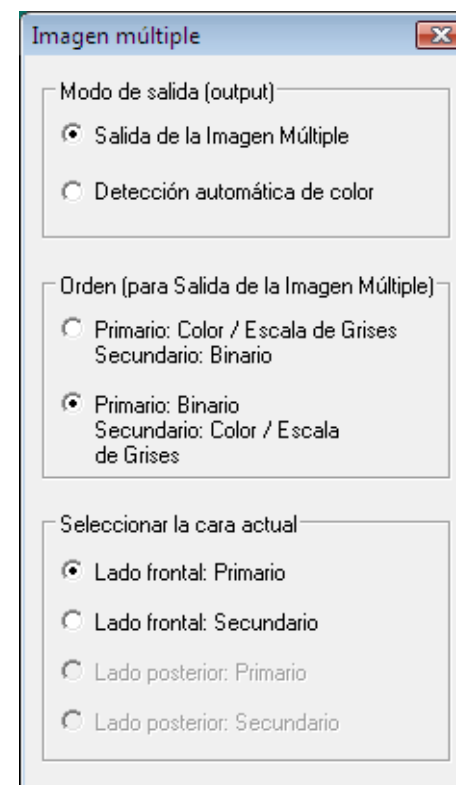 Imagen múltiple
Modo de salida (output)
Salida de la Imagen Múltiple
Detección automática de color
Orden (para Salida de la Imagen Múltiple)
Primario: Color / Escala de Grises
Secundario: Binario
Primario: Binario
Secundario: Color / Escala
de Grises
Seleccionar la cara actual
Lado frontal: Primario
Lado frontal: Secundario
Lado posterior: Primario
Lado posterior: Secundario